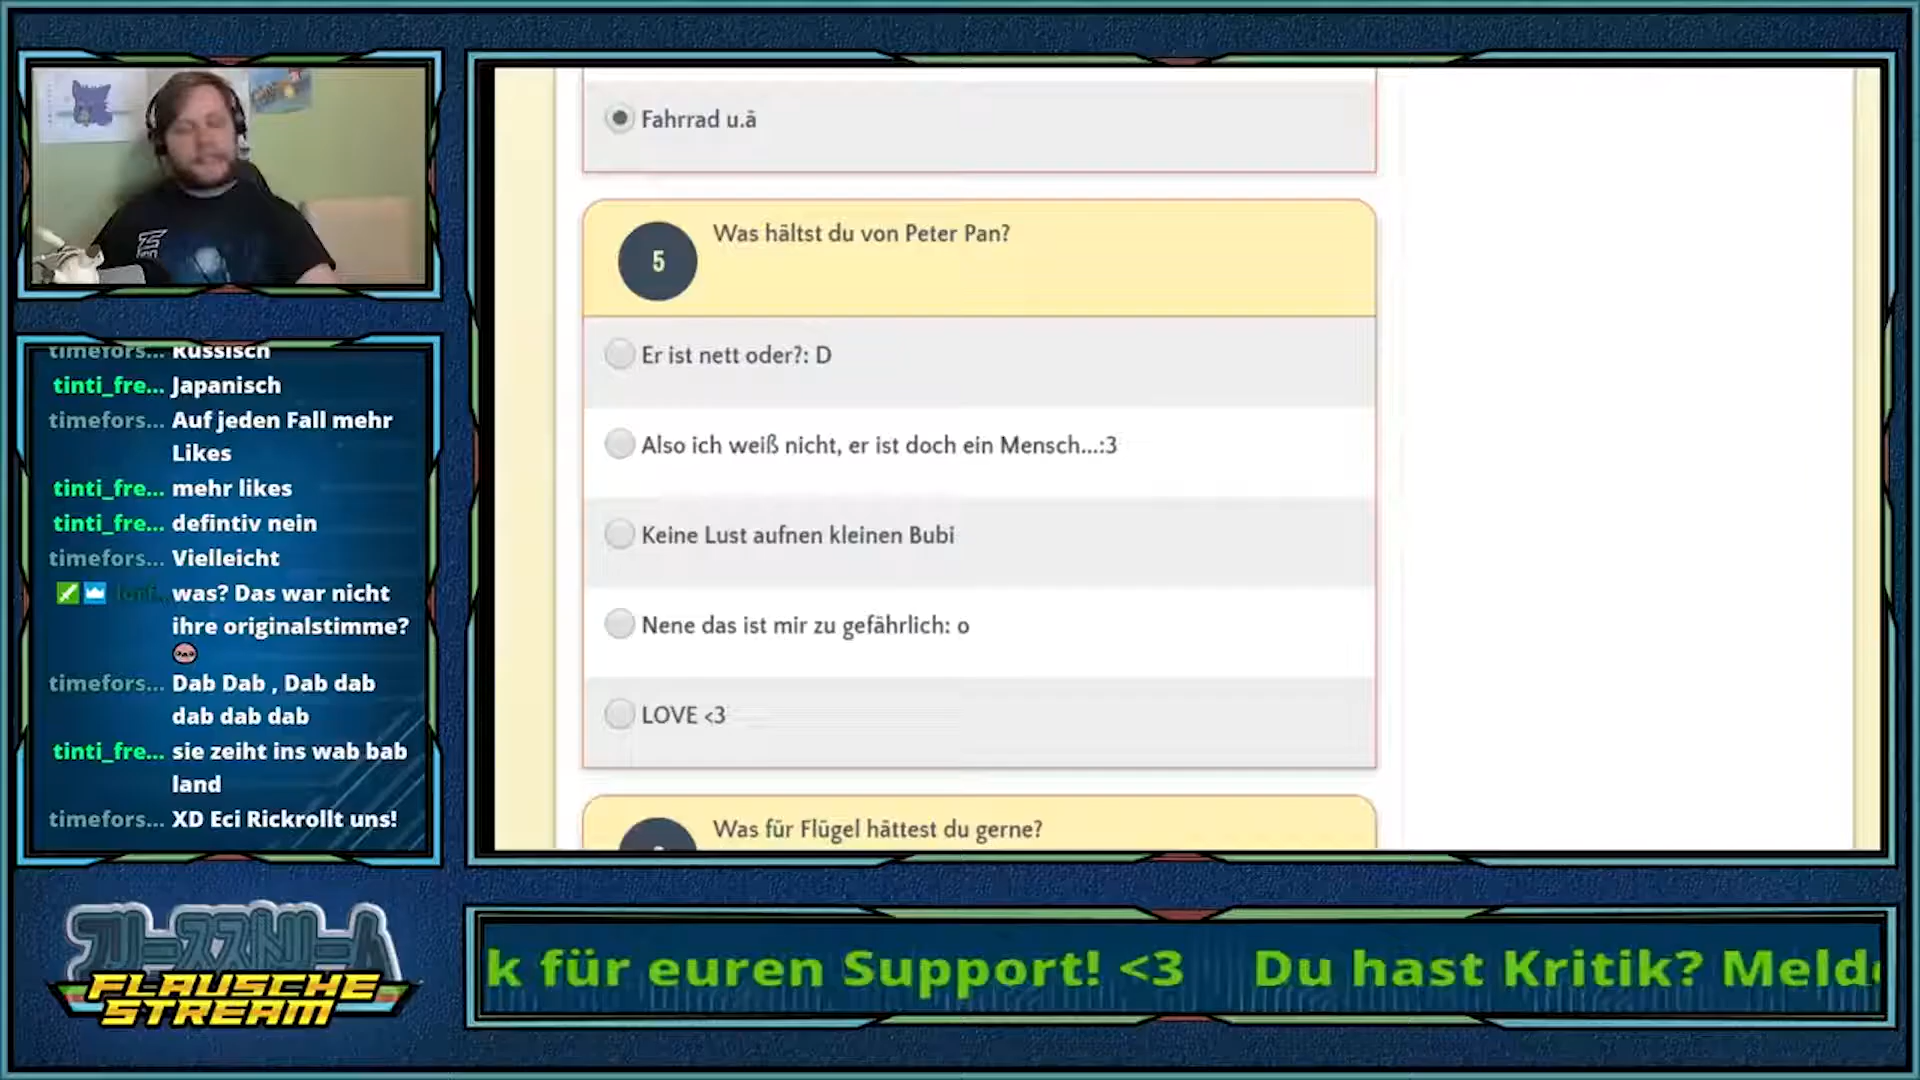 Fahrrad u.ä
5
Was hältst du von Peter Pan?
Er ist nett oder?: D
Also ich weiß nicht, er ist doch ein Mensch...:3
Keine Lust aufnen kleinen Bubi
Nene das ist mir zu gefährlich: o
LOVE <3
Was für Flügel hättest du gerne?
timefors... Russisch
tinti_fre... Japanisch
timefors... Auf jeden Fall mehr
Likes
tinti_fre... mehr likes
tinti_fre... defintiv nein
timefors... Vielleicht
was? Das war nicht
ihre originalstimme?
timefors... Dab Dab , Dab dab
dab dab dab
tinti_fre... sie zeiht ins wab bab
land
timefors... XD Eci Rickrollt uns!
FLAUSCHE
STREAM
k für euren Support! <3 Du hast Kritik? Meld